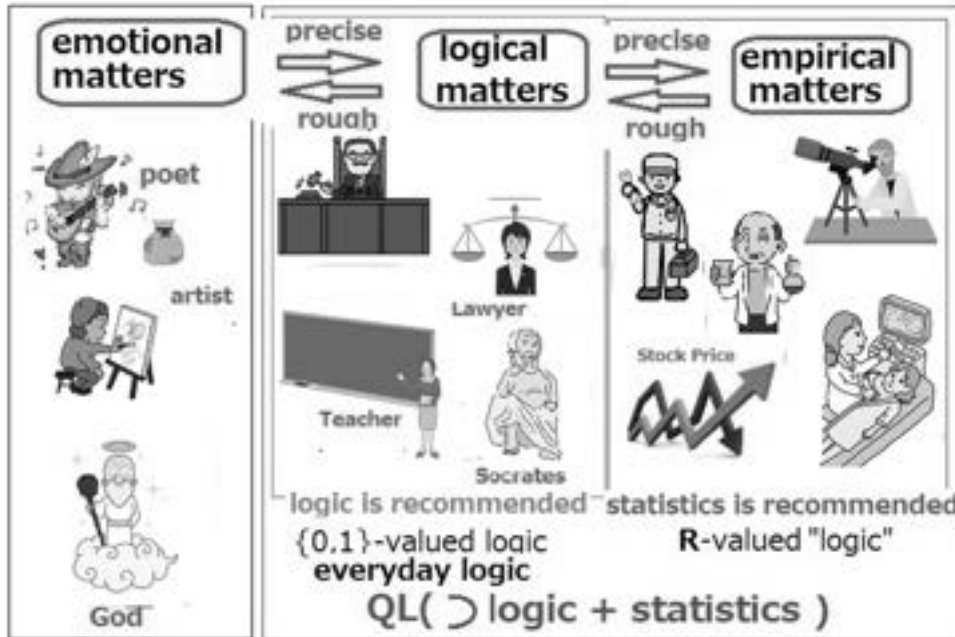 emotional
matters
poet
artist
God
precise
rough
logical
matters
Lawyer
Teacher
Socrates
logic is recommended
{0,1}-valued logic
everyday logic
precise
rough
empirical
matters
Stock Price
statistics is recommended
R-valued "logic"
QL( ⊃ logic + statistics )